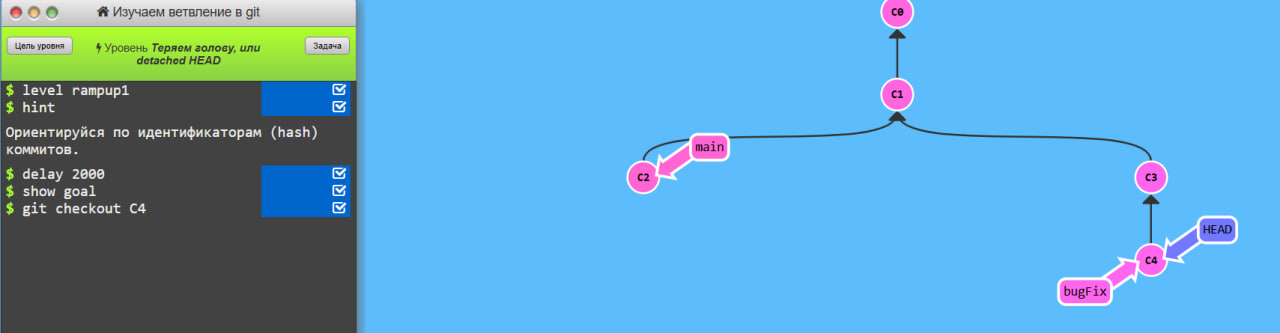 Изучаем ветвление в git
Цель уровня
Уровень Теряем голову, или
detached HEAD
Задача
$ level rampup1
$ hint
Ориентируйся по идентификаторам (hash)
коммитов.
$ delay 2000
$ show goal
$ git checkout C4
C0
C1
main
C2
C3
HEAD
C4
bugFix